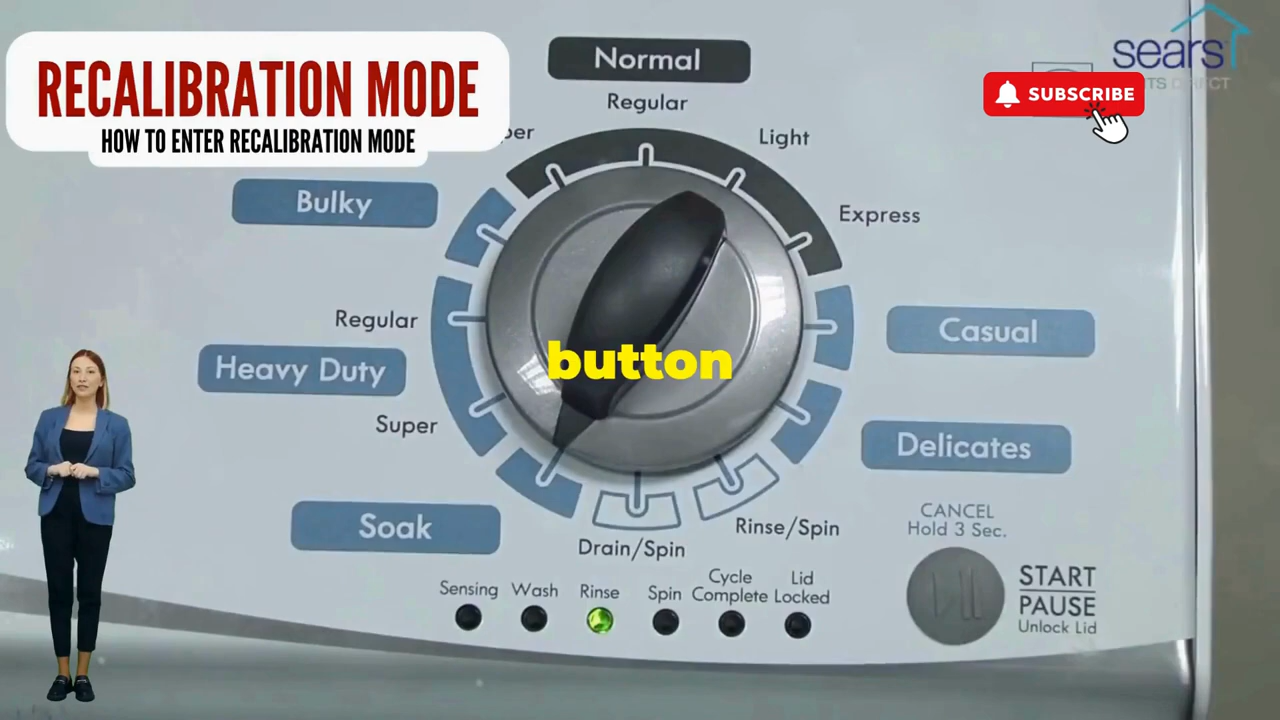 sears
RECALIBRATION MODE
HOW TO ENTER RECALIBRATION MODE
SUBSCRIBE
DIRECT
Normal
Regular
Light
Express
Bulky
Regular
Heavy Duty
Super
Soak
Casual
Delicates
Rinse/Spin
Drain/Spin
button
CANCEL
Hold 3 Sec.
START
PAUSE
Unlock Lid
Sensing
Wash
Rinse
Spin
Cycle
Complete
Lid
Locked